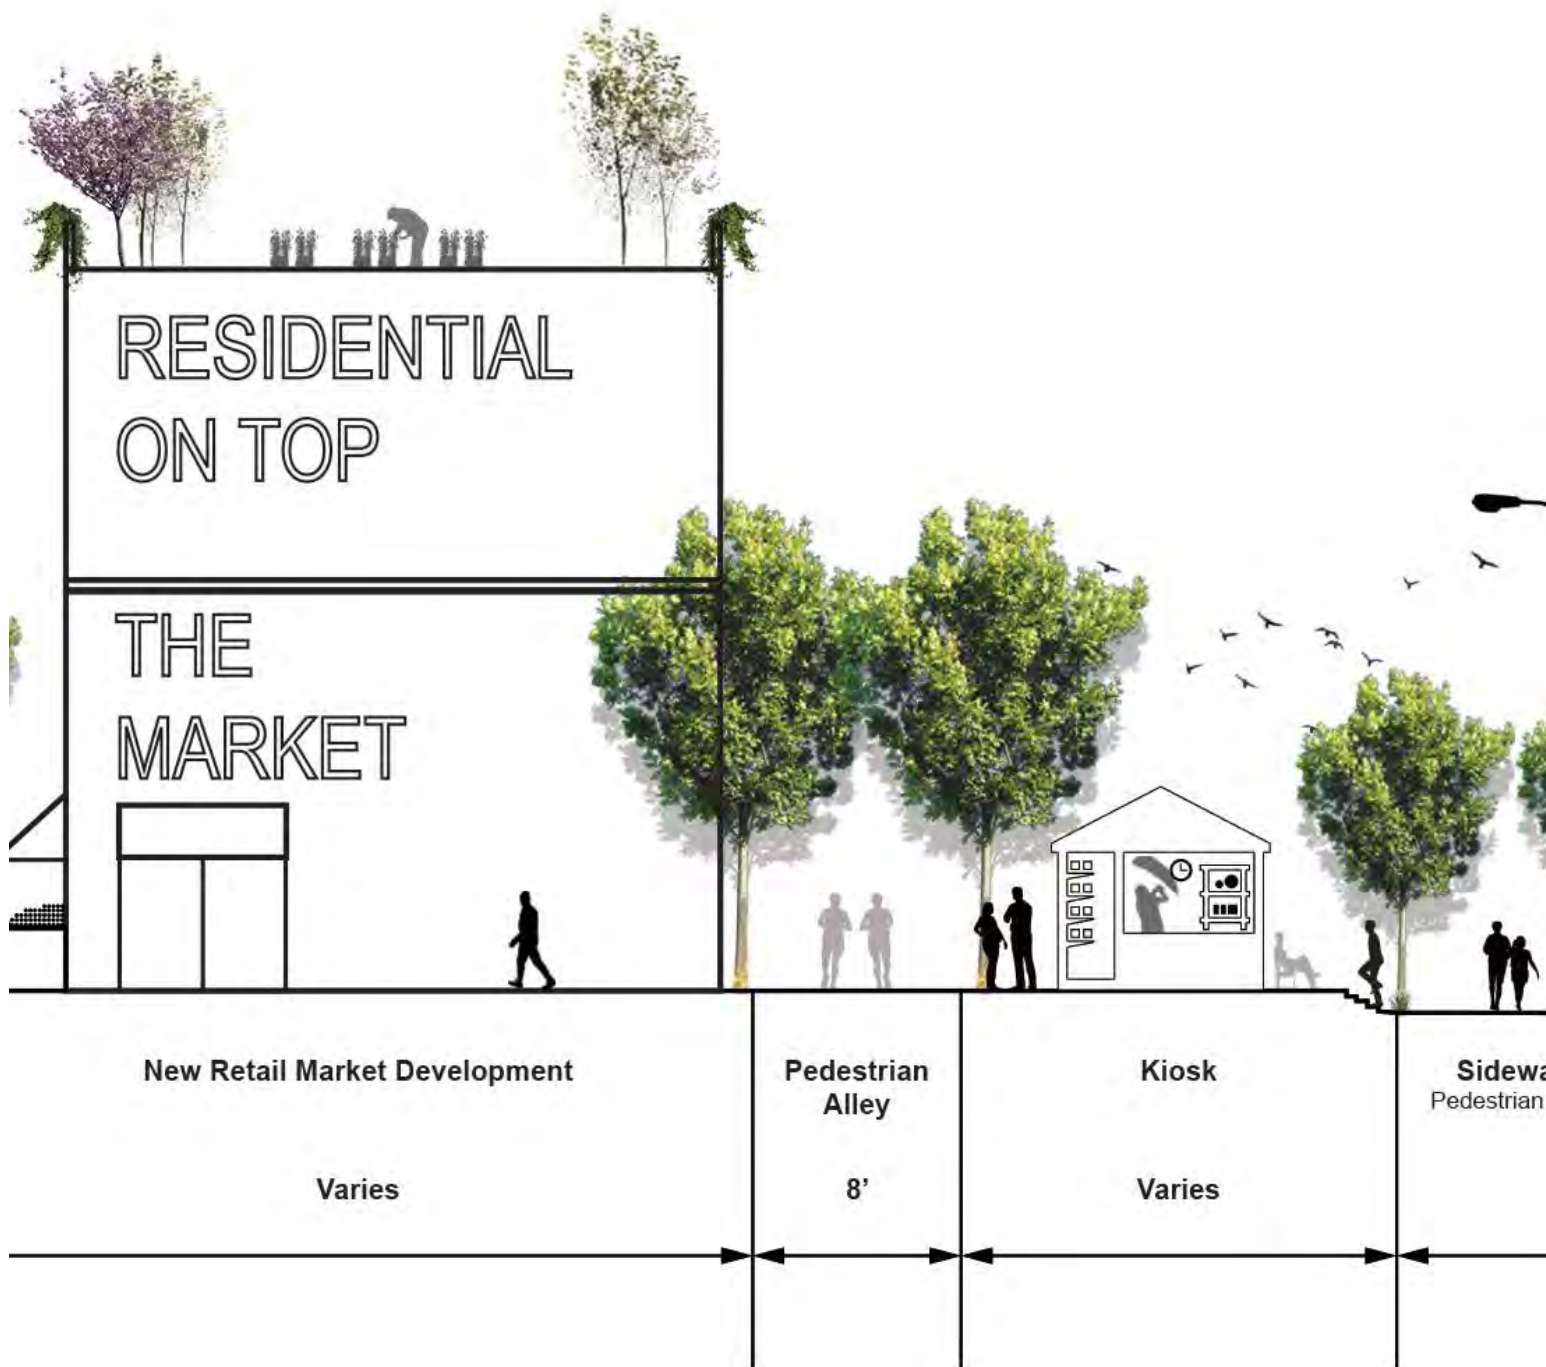 RESIDENTIAL
ON TOP
THE
MARKET
New Retail Market Development
Varies
Pedestrian
Alley
8’
Kiosk
Varies
Pedestrian